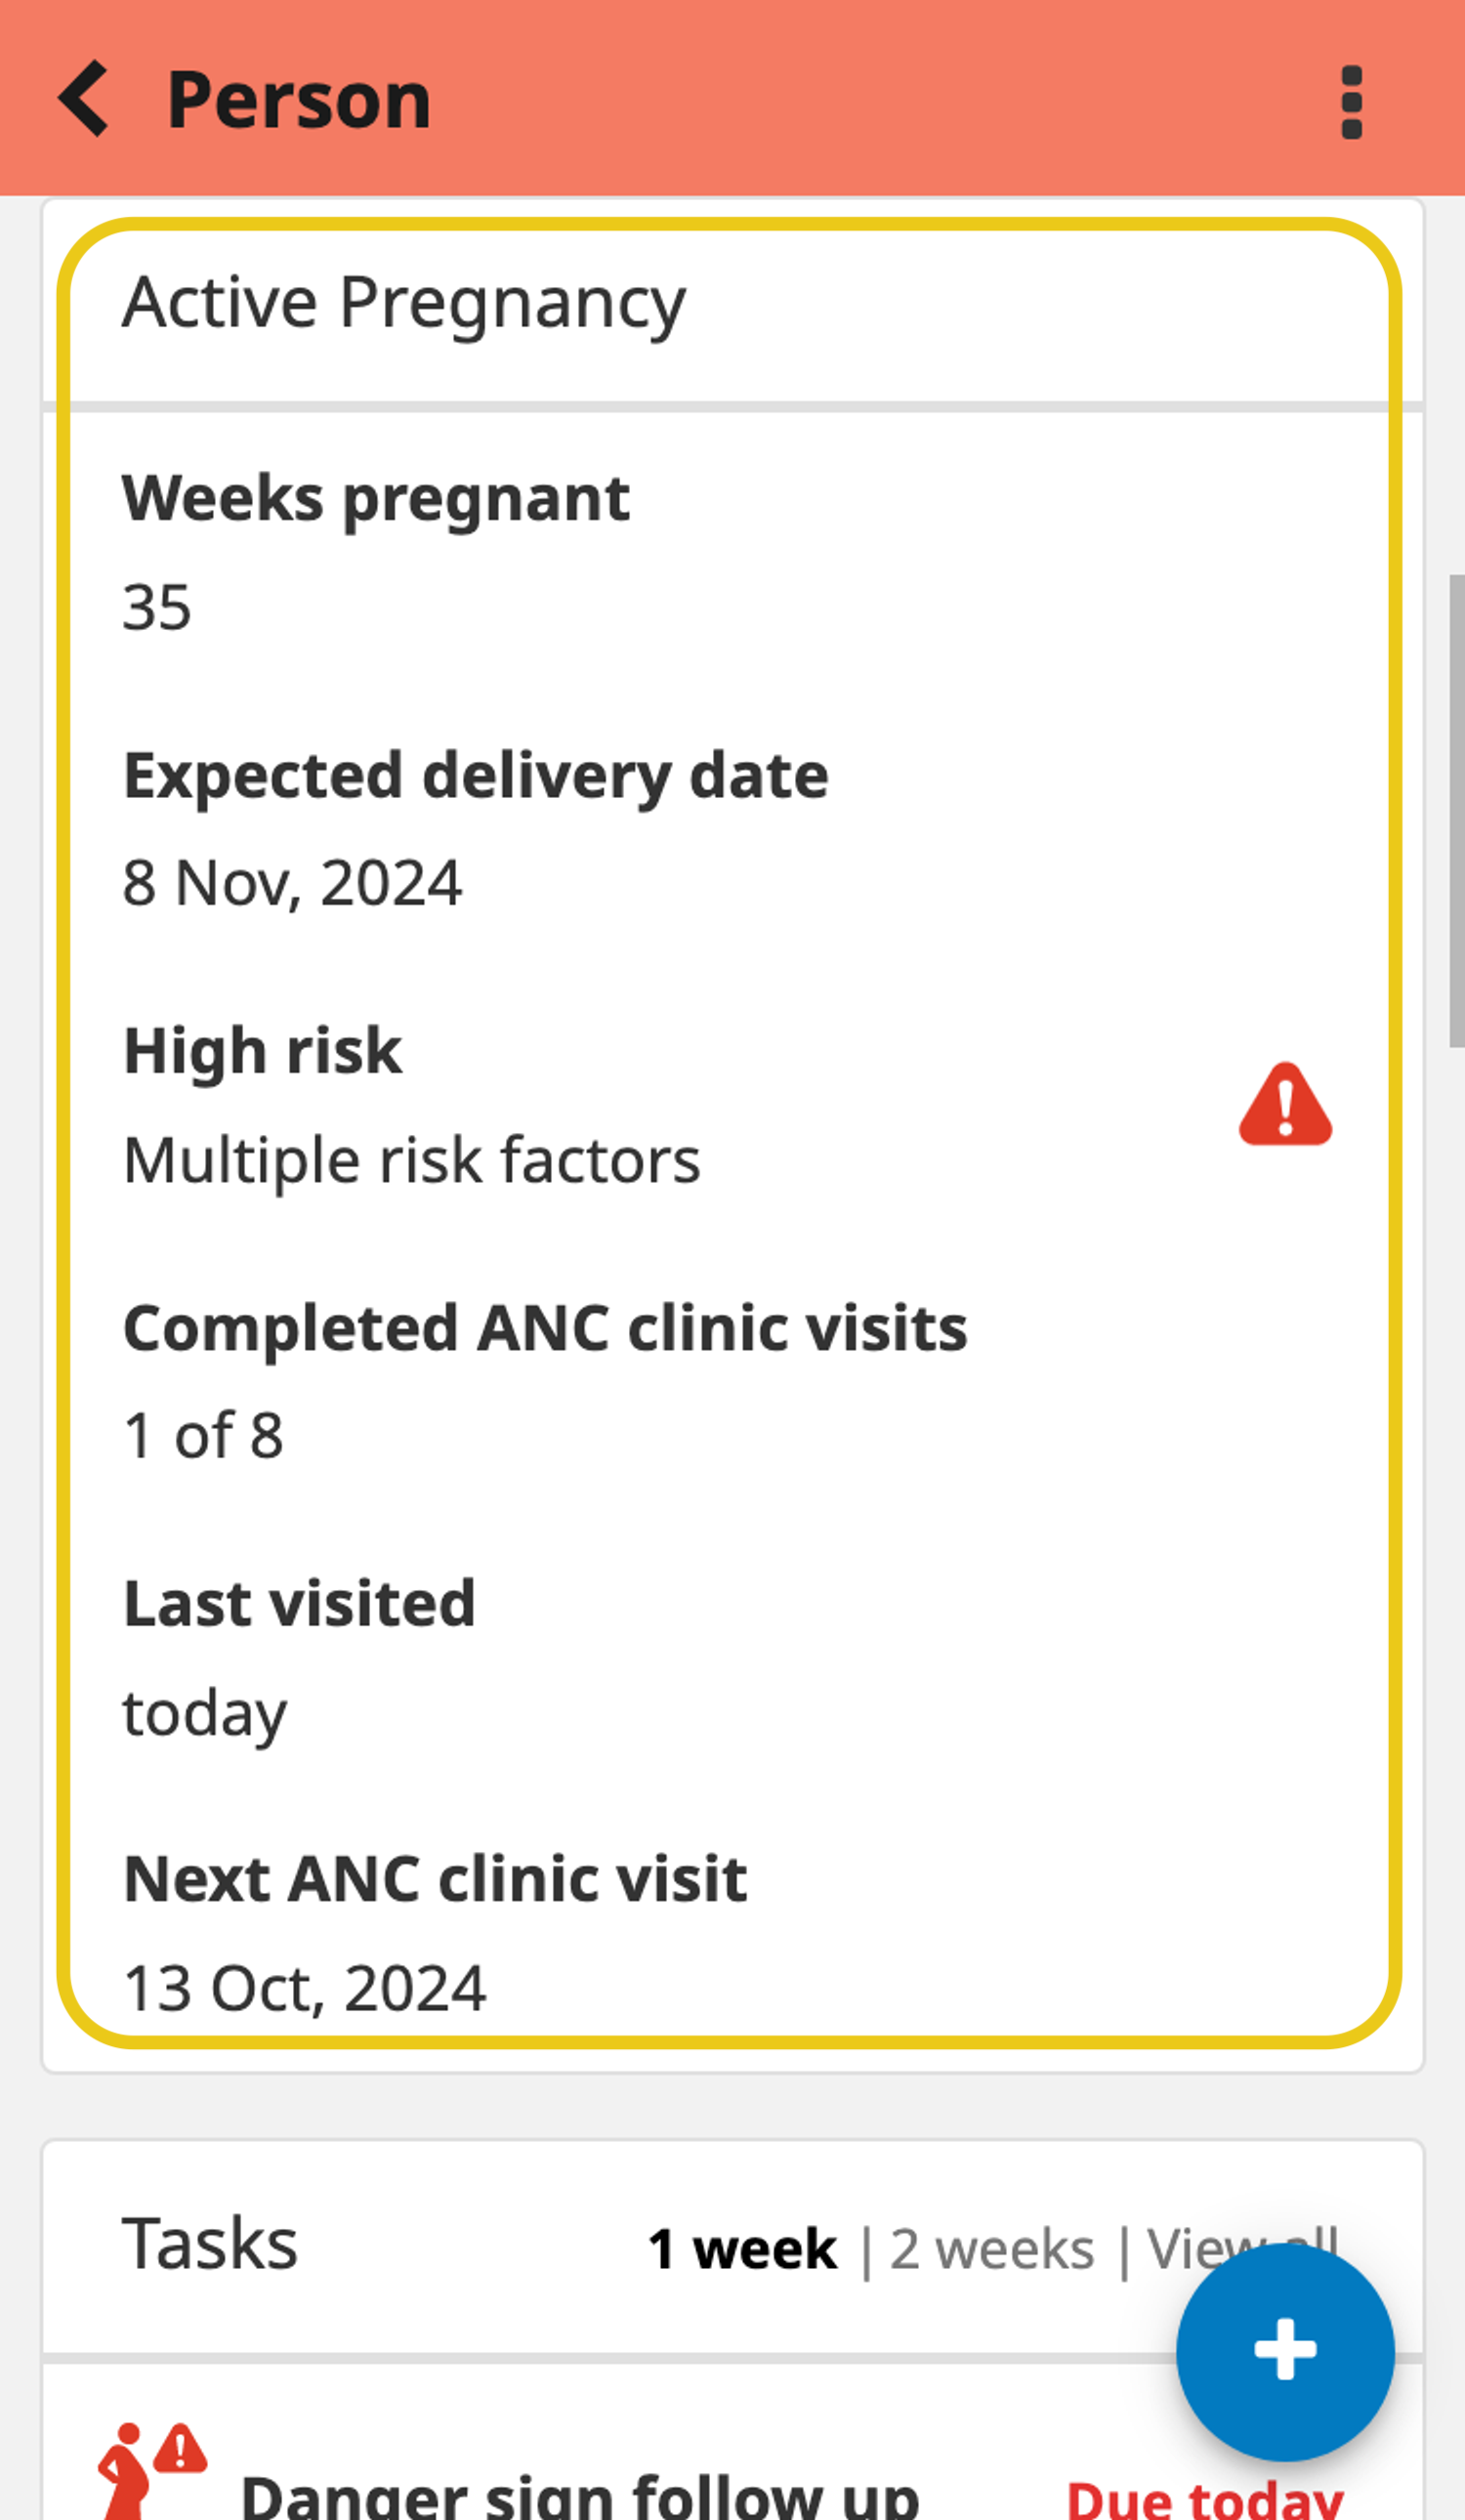 Person
Active Pregnancy
Weeks pregnant
35
Expected delivery date
8 Nov, 2024
High risk
Multiple risk factors
Completed ANC clinic visits
1 of 8
Last visited
today
Next ANC clinic visit
13 Oct, 2024
Tasks 1 week | 2 weeks | View all
Danger sign follow up Due today